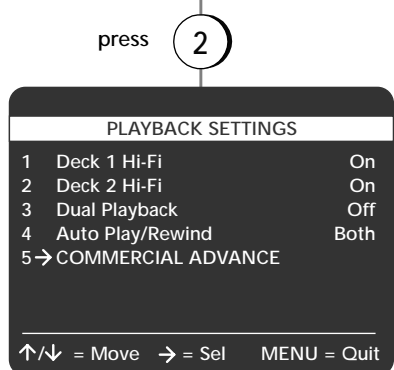 press 2
PLAYBACK SETTINGS
1 Deck 1 Hi-Fi On
2 Deck 2 Hi-Fi On
3 Dual Playback Off
4 Auto Play/Rewind Both
5→ COMMERCIAL ADVANCE
↑/↓ = Move → = Sel MENU = Quit